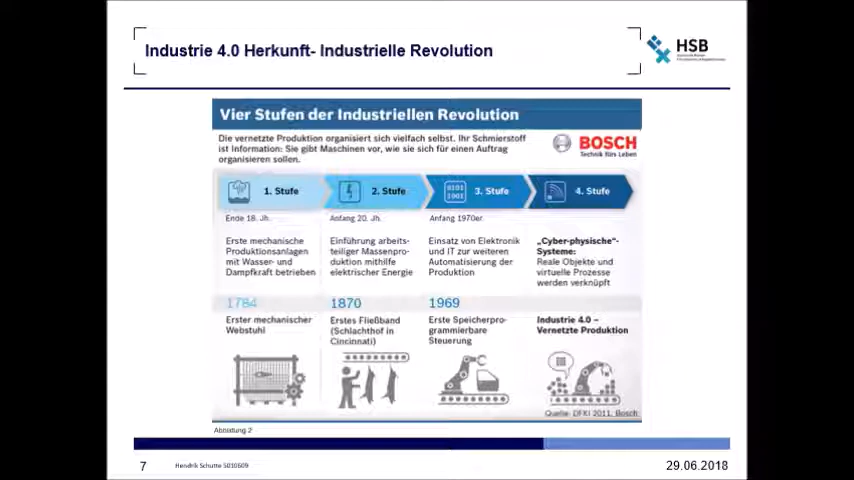 Industrie 4.0 Herkunft- Industrielle Revolution
HSB
Vier Stufen der Industriellen Revolution
Die vernetzte Produktion organisiert sich vielfach selbst. Ihr Schmierstoff
ist Information: Sie gibt Maschinen vor, wie sie sich für einen Auftrag
organisieren sollen.
BOSCH
Technik fürs Leben
1. Stufe
2. Stufe
0101
1001
3. Stufe
4. Stufe
Ende 18. Jh.
Anfang 20. Jh.
Anfang 1970er.
Erste mechanische
Produktionsanlagen
mit Wasser- und
Dampfkraft betrieben
Einführung arbeits-
teiliger Massenpro-
duktion mithilfe
elektrischer Energie
Einsatz von Elektronik
und IT zur weiteren
Automatisierung der
Produktion
„Cyber-physische“-
Systeme:
Reale Objekte und
virtuelle Prozesse
werden verknüpft
1784
1870
1969
Erster mechanischer
Webstuhl
Erstes Fließband
(Schlachthof in
Cincinnati)
Erste Speicherpro-
grammierbare
Steuerung
Industrie 4.0 –
Vernetzte Produktion
Quelle: DFKI 2011, Bosch
Abbildung 2
7
Hendrik Schutte 5010609
29.06.2018